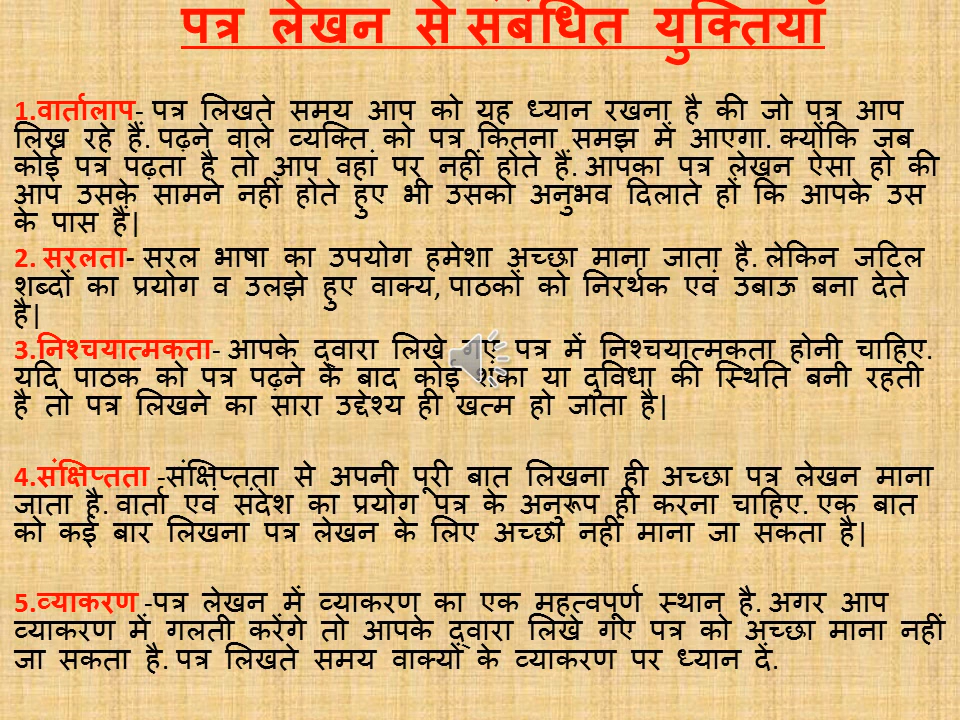 पत्र लेखन से संबंधित युक्तियाँ
1.वार्तालाप- पत्र लिखते समय आप को यह ध्यान रखना है की जो पत्र आप
लिख रहे हैं. पढ़ने वाले व्यक्ति को पत्र कितना समझ में आएगा. क्योंकि जब
कोई पत्र पढ़ता है तो आप वहां पर नहीं होते हैं. आपका पत्र लेखन ऐसा हो की
आप उसके सामने नहीं होते हुए भी उसको अनुभव दिलाते हों कि आपके उस
के पास हैं|
2. सरलता- सरल भाषा का उपयोग हमेशा अच्छा माना जाता है. लेकिन जटिल
शब्दों का प्रयोग व उलझे हुए वाक्य, पाठकों को निरर्थक एवं उबाऊ बना देते
है|
3.निश्चयात्मकता- आपके द्वारा लिखे गए पत्र में निश्चयात्मकता होनी चाहिए.
यदि पाठक को पत्र पढ़ने के बाद कोई शंका या दुविधा की स्थिति बनी रहती
है तो पत्र लिखने का सारा उद्देश्य ही खत्म हो जाता है|
4.संक्षिप्तता -संक्षिप्तता से अपनी पूरी बात लिखना ही अच्छा पत्र लेखन माना
जाता है. वार्ता एवं संदेश का प्रयोग पत्र के अनुरूप ही करना चाहिए. एक बात
को कई बार लिखना पत्र लेखन के लिए अच्छी नहीं माना जा सकता है|
5.व्याकरण -पत्र लेखन में व्याकरण का एक महत्वपूर्ण स्थान है. अगर आप
व्याकरण में गलती करेंगे तो आपके द्वारा लिखे गए पत्र को अच्छा माना नहीं
जा सकता है. पत्र लिखते समय वाक्यों के व्याकरण पर ध्यान दें.